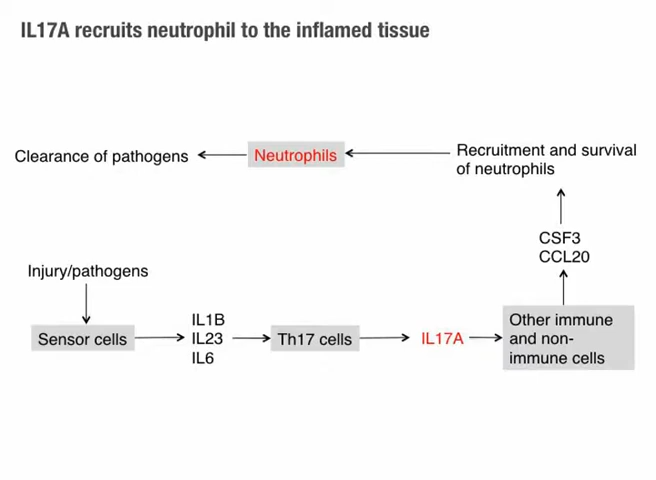 IL17A recruits neutrophil to the inflamed tissue
Clearance of pathogens
Neutrophils
Recruitment and survival
of neutrophils
CSF3
CCL20
Injury/pathogens
Sensor cells
IL1B
IL23
IL6
Th17 cells
IL17A
Other immune
and non-
immune cells